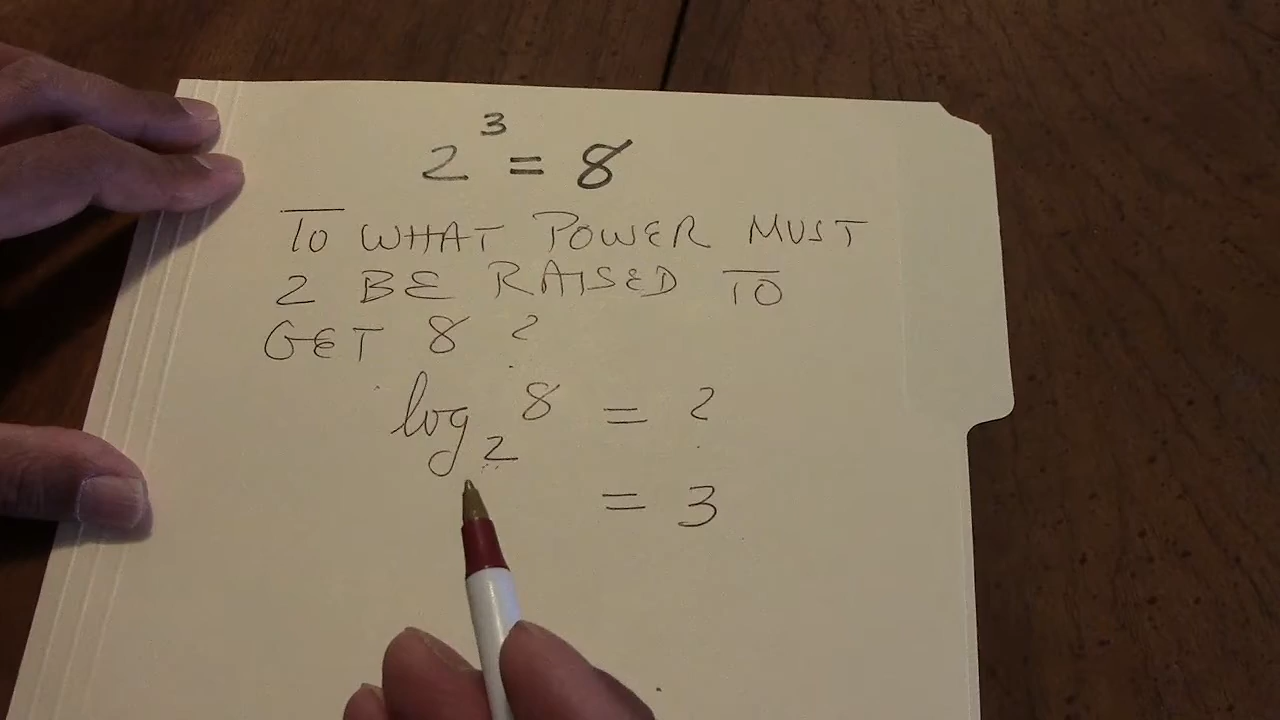 2³ = 8
TO WHAT POWER MUST
2 BE RAISED TO
GET 8 ?
log₂ 8 = ?
= 3